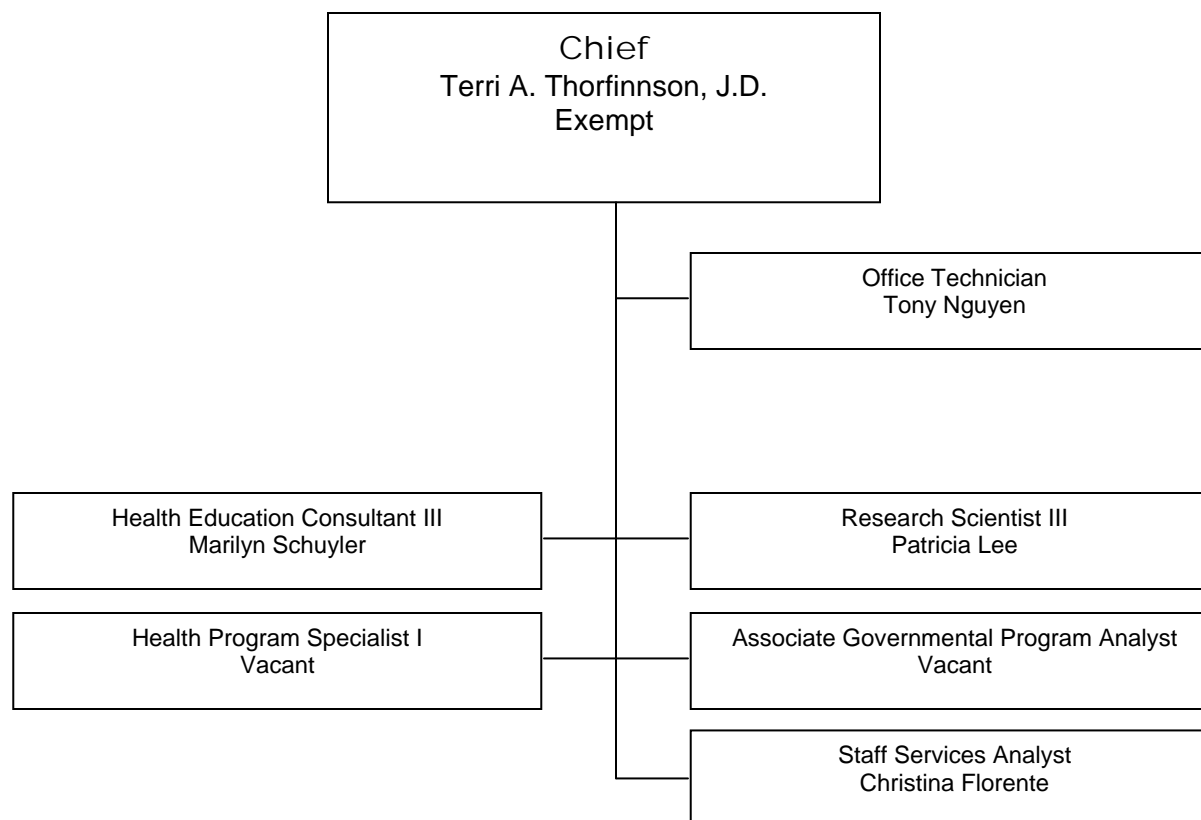 Chief
Terri A. Thorfinnson, J.D.
Exempt
Office Technician
Tony Nguyen
Health Education Consultant III
Marilyn Schuyler
Research Scientist III
Patricia Lee
Health Program Specialist I
Vacant
Associate Governmental Program Analyst
Vacant
Staff Services Analyst
Christina Florente